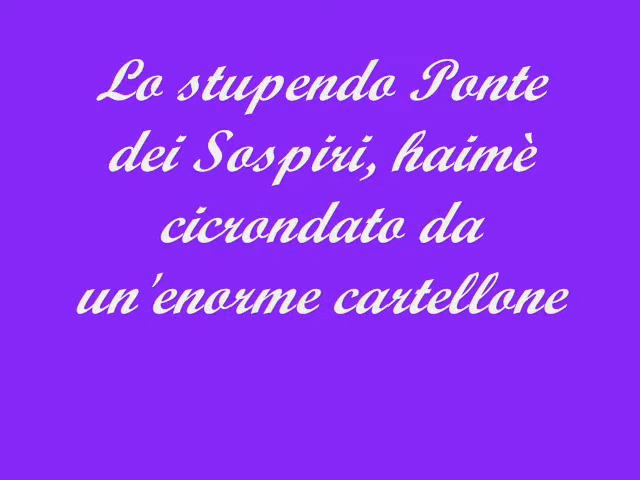 Lo stupendo Ponte
dei Sospiri, haimè
cicrondato da
un'enorme cartellone